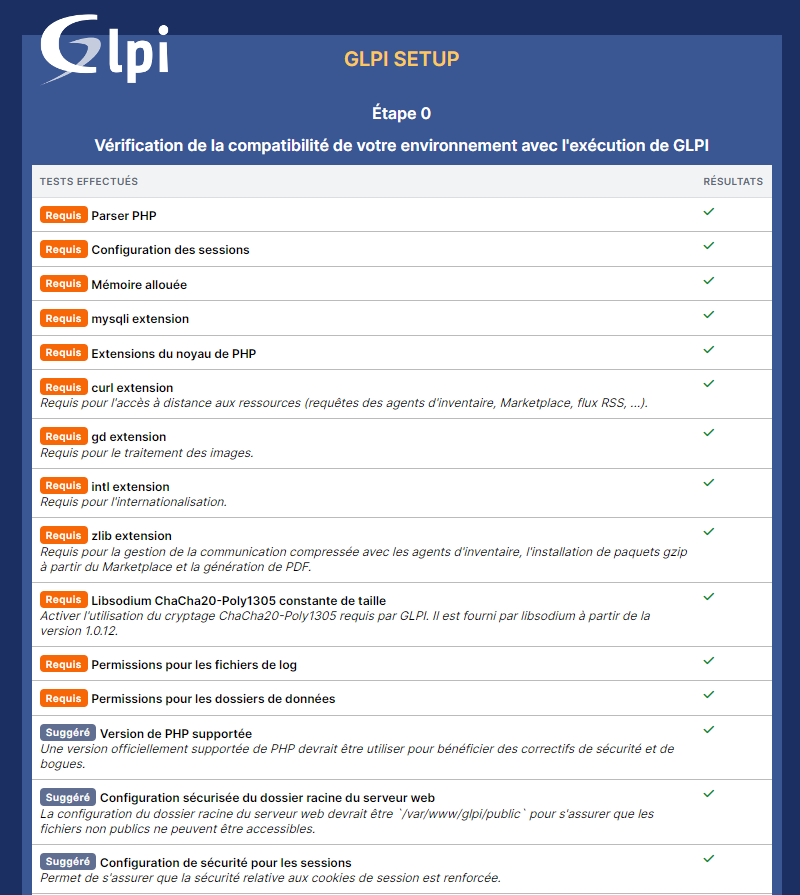 Glpi
GLPI SETUP
Étape 0
Vérification de la compatibilité de votre environnement avec l'exécution de GLPI
TESTS EFFECTUÉS RÉSULTATS
Requis Parser PHP
Requis Configuration des sessions
Requis Mémoire allouée
Requis mysqli extension
Requis Extensions du noyau de PHP
Requis curl extension
Requis pour l'accès à distance aux ressources (requêtes des agents d'inventaire, Marketplace, flux RSS, ...).
Requis gd extension
Requis pour le traitement des images.
Requis intl extension
Requis pour l'internationalisation.
Requis zlib extension
Requis pour la gestion de la communication compressée avec les agents d'inventaire, l'installation de paquets gzip
à partir du Marketplace et la génération de PDF.
Requis Libsodium ChaCha20-Poly1305 constante de taille
Activer l'utilisation du cryptage ChaCha20-Poly1305 requis par GLPI. Il est fourni par libsodium à partir de la
version 1.0.12.
Requis Permissions pour les fichiers de log
Requis Permissions pour les dossiers de données
Suggéré Version de PHP supportée
Une version officiellement supportée de PHP devrait être utiliser pour bénéficier des correctifs de sécurité et de
bogues.
Suggéré Configuration sécurisée du dossier racine du serveur web
La configuration du dossier racine du serveur web devrait être `/var/www/glpi/public` pour s'assurer que les
fichiers non publics ne peuvent être accessibles.
Suggéré Configuration de sécurité pour les sessions
Permet de s'assurer que la sécurité relative aux cookies de session est renforcée.